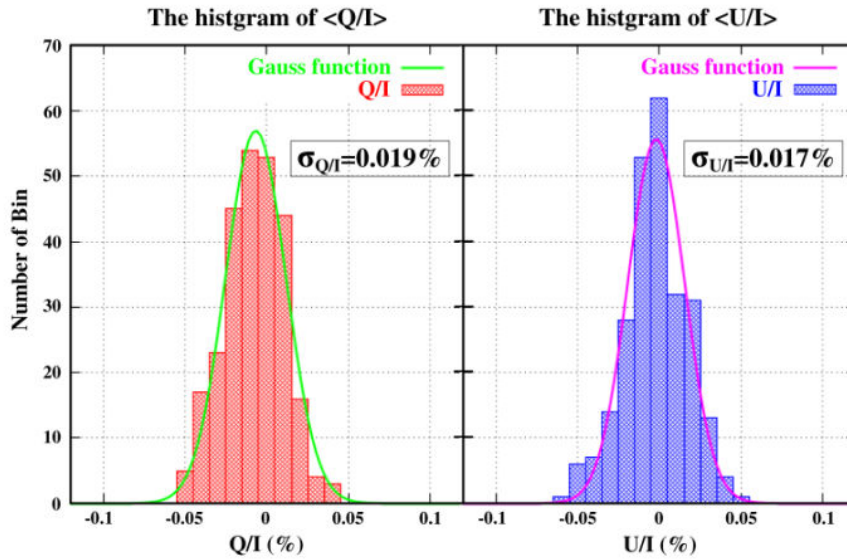 The histgram of <Q/I>
The histgram of <U/I>
Gauss function
Q/I
σQ/I=0.019%
Gauss function
U/I
σU/I=0.017%
Number of Bin
70
60
50
40
30
20
10
0
-0.1 -0.05 0 0.05 0.1
-0.1 -0.05 0 0.05 0.1
Q/I (%)
U/I (%)